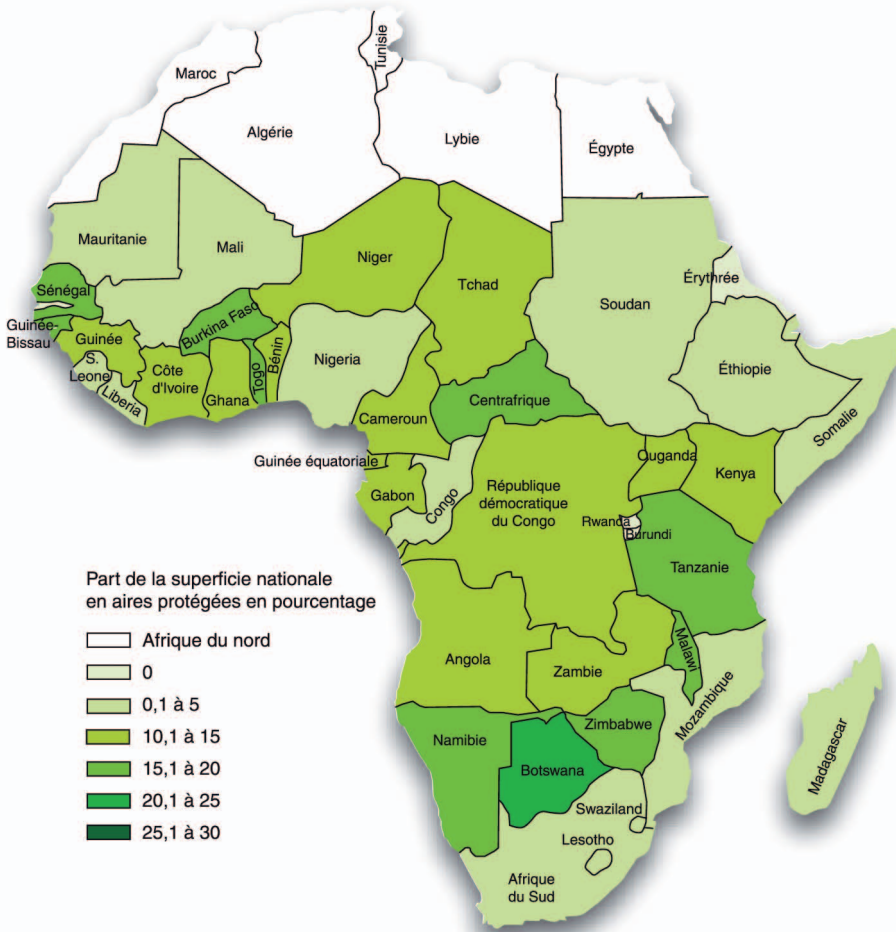 Maroc
Tunisie
Algérie
Lybie
Égypte
Mauritanie
Mali
Niger
Tchad
Soudan
Érythrée
Sénégal
Guinée-
Bissau
Guinée
S.
Leone
Liberia
Côte
d'Ivoire
Burkina Faso
Ghana
Togo
Bénin
Nigeria
Cameroun
Centrafrique
Éthiopie
Somalie
Guinée équatoriale
Gabon
Congo
République
démocratique
du Congo
Ouganda
Kenya
Rwanda
Burundi
Tanzanie
Angola
Zambie
Malawi
Mozambique
Madagascar
Namibie
Zimbabwe
Botswana
Swaziland
Lesotho
Afrique
du Sud
Part de la superficie nationale
en aires protégées en pourcentage
Afrique du nord
0
0,1 à 5
10,1 à 15
15,1 à 20
20,1 à 25
25,1 à 30